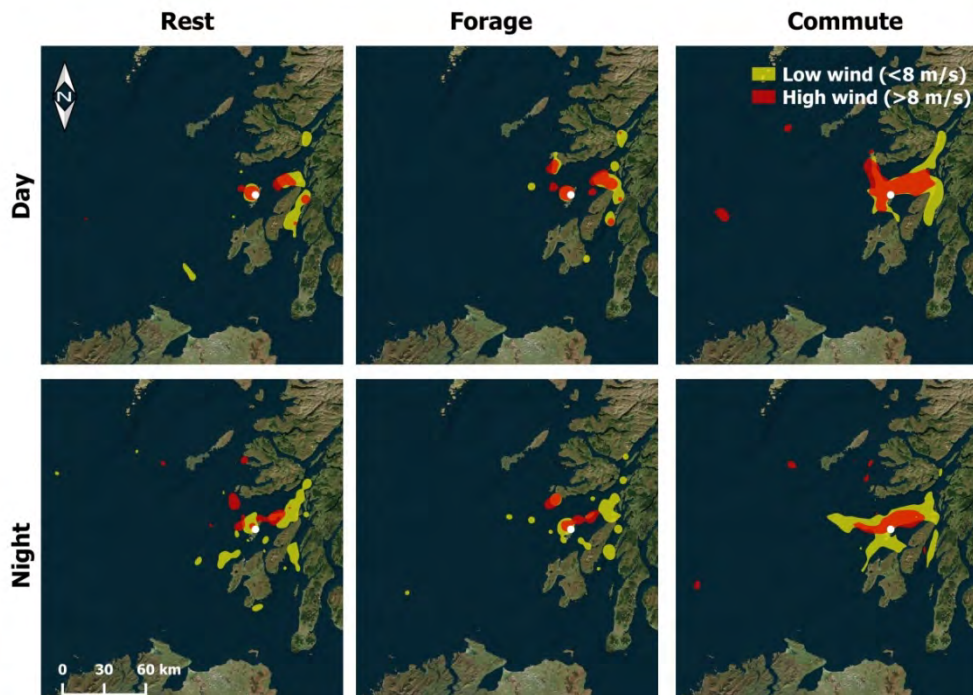 Rest Forage Commute
Day
N
Low wind (<8 m/s)
High wind (>8 m/s)
Night
0 30 60 km